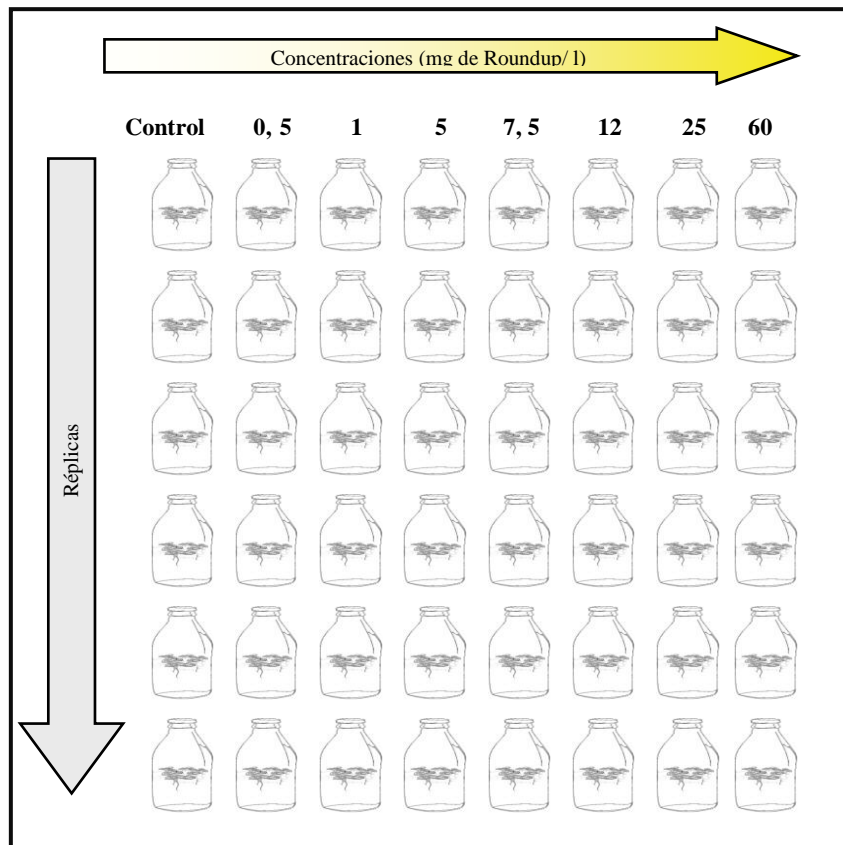 Concentraciones (mg de Roundup/ l)
Control 0, 5 1 5 7, 5 12 25 60
Réplicas